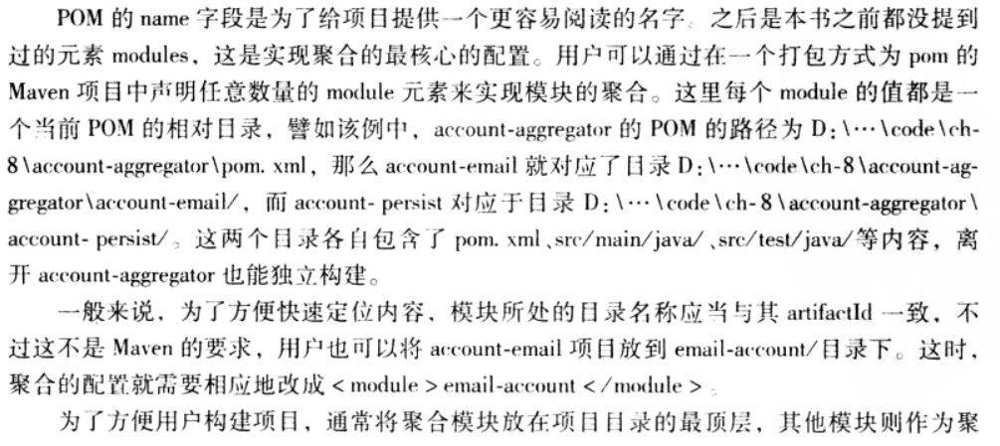 POM 的 name 字段是为了给项目提供一个更容易阅读的名字。之后是本书之前都没提到
过的元素 modules，这是实现聚合的最核心的配置。用户可以通过在一个打包方式为 pom 的
Maven 项目中声明任意数量的 module 元素来实现模块的聚合。这里每个 module 的值都是一
个当前 POM 的相对目录，譬如该例中，account-aggregator 的 POM 的路径为 D:\…\code\ch-
8\account-aggregator\pom. xml，那么 account-email 就对应了目录 D:\…\code\ch-8\account-ag-
gregator\account-email/，而 account- persist 对应于目录 D:\…\code\ch- 8\account-aggregator\
account- persist/。这两个目录各自包含了 pom. xml、src/main/java/、src/test/java/等内容，离
开 account-aggregator 也能独立构建。
一般来说，为了方便快速定位内容，模块所处的目录名称应当与其 artifactId 一致，不
过这不是 Maven 的要求，用户也可以将 account-email 项目放到 email-account/目录下。这时，
聚合的配置就需要相应地改成 < module > email-account < /module > 。
为了方便用户构建项目，通常将聚合模块放在项目目录的最顶层，其他模块则作为聚